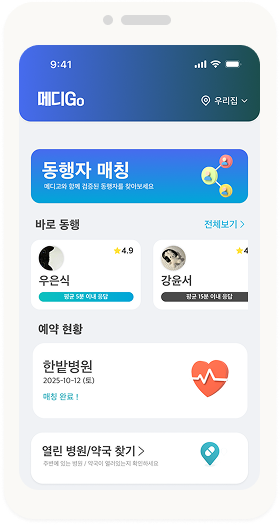 9:41
메디Go
우리집
동행자 매칭
메디고와 함께 검증된 동행자를 찾아보세요
바로 동행
전체보기 >
4.9
우은식
평균 5분 이내 응답
4
강윤서
평균 15분 이내 응답
예약 현황
한밭병원
2025-10-12 (토)
매칭 완료 !
열린 병원/약국 찾기 >
주변에 있는 병원 / 약국이 열려있는지 확인하세요